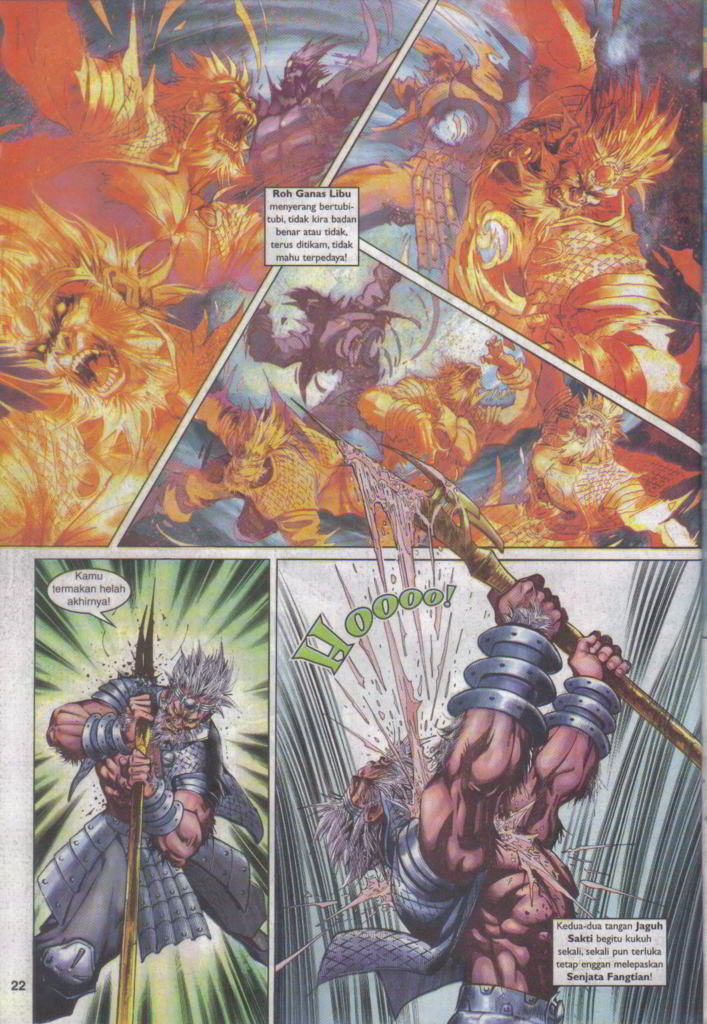 Roh Ganas Libu
menyerang bertubi-
tubi, tidak kira badan
benar atau tidak,
terus ditikam, tidak
mahu terpedaya!
Kamu
termakan helah
akhirnya!
Hoooo!
Kedua-dua tangan Jaguh
Sakti begitu kukuh
sekali, sekali pun terluka
tetap enggan melepaskan
Senjata Fangtian!
22